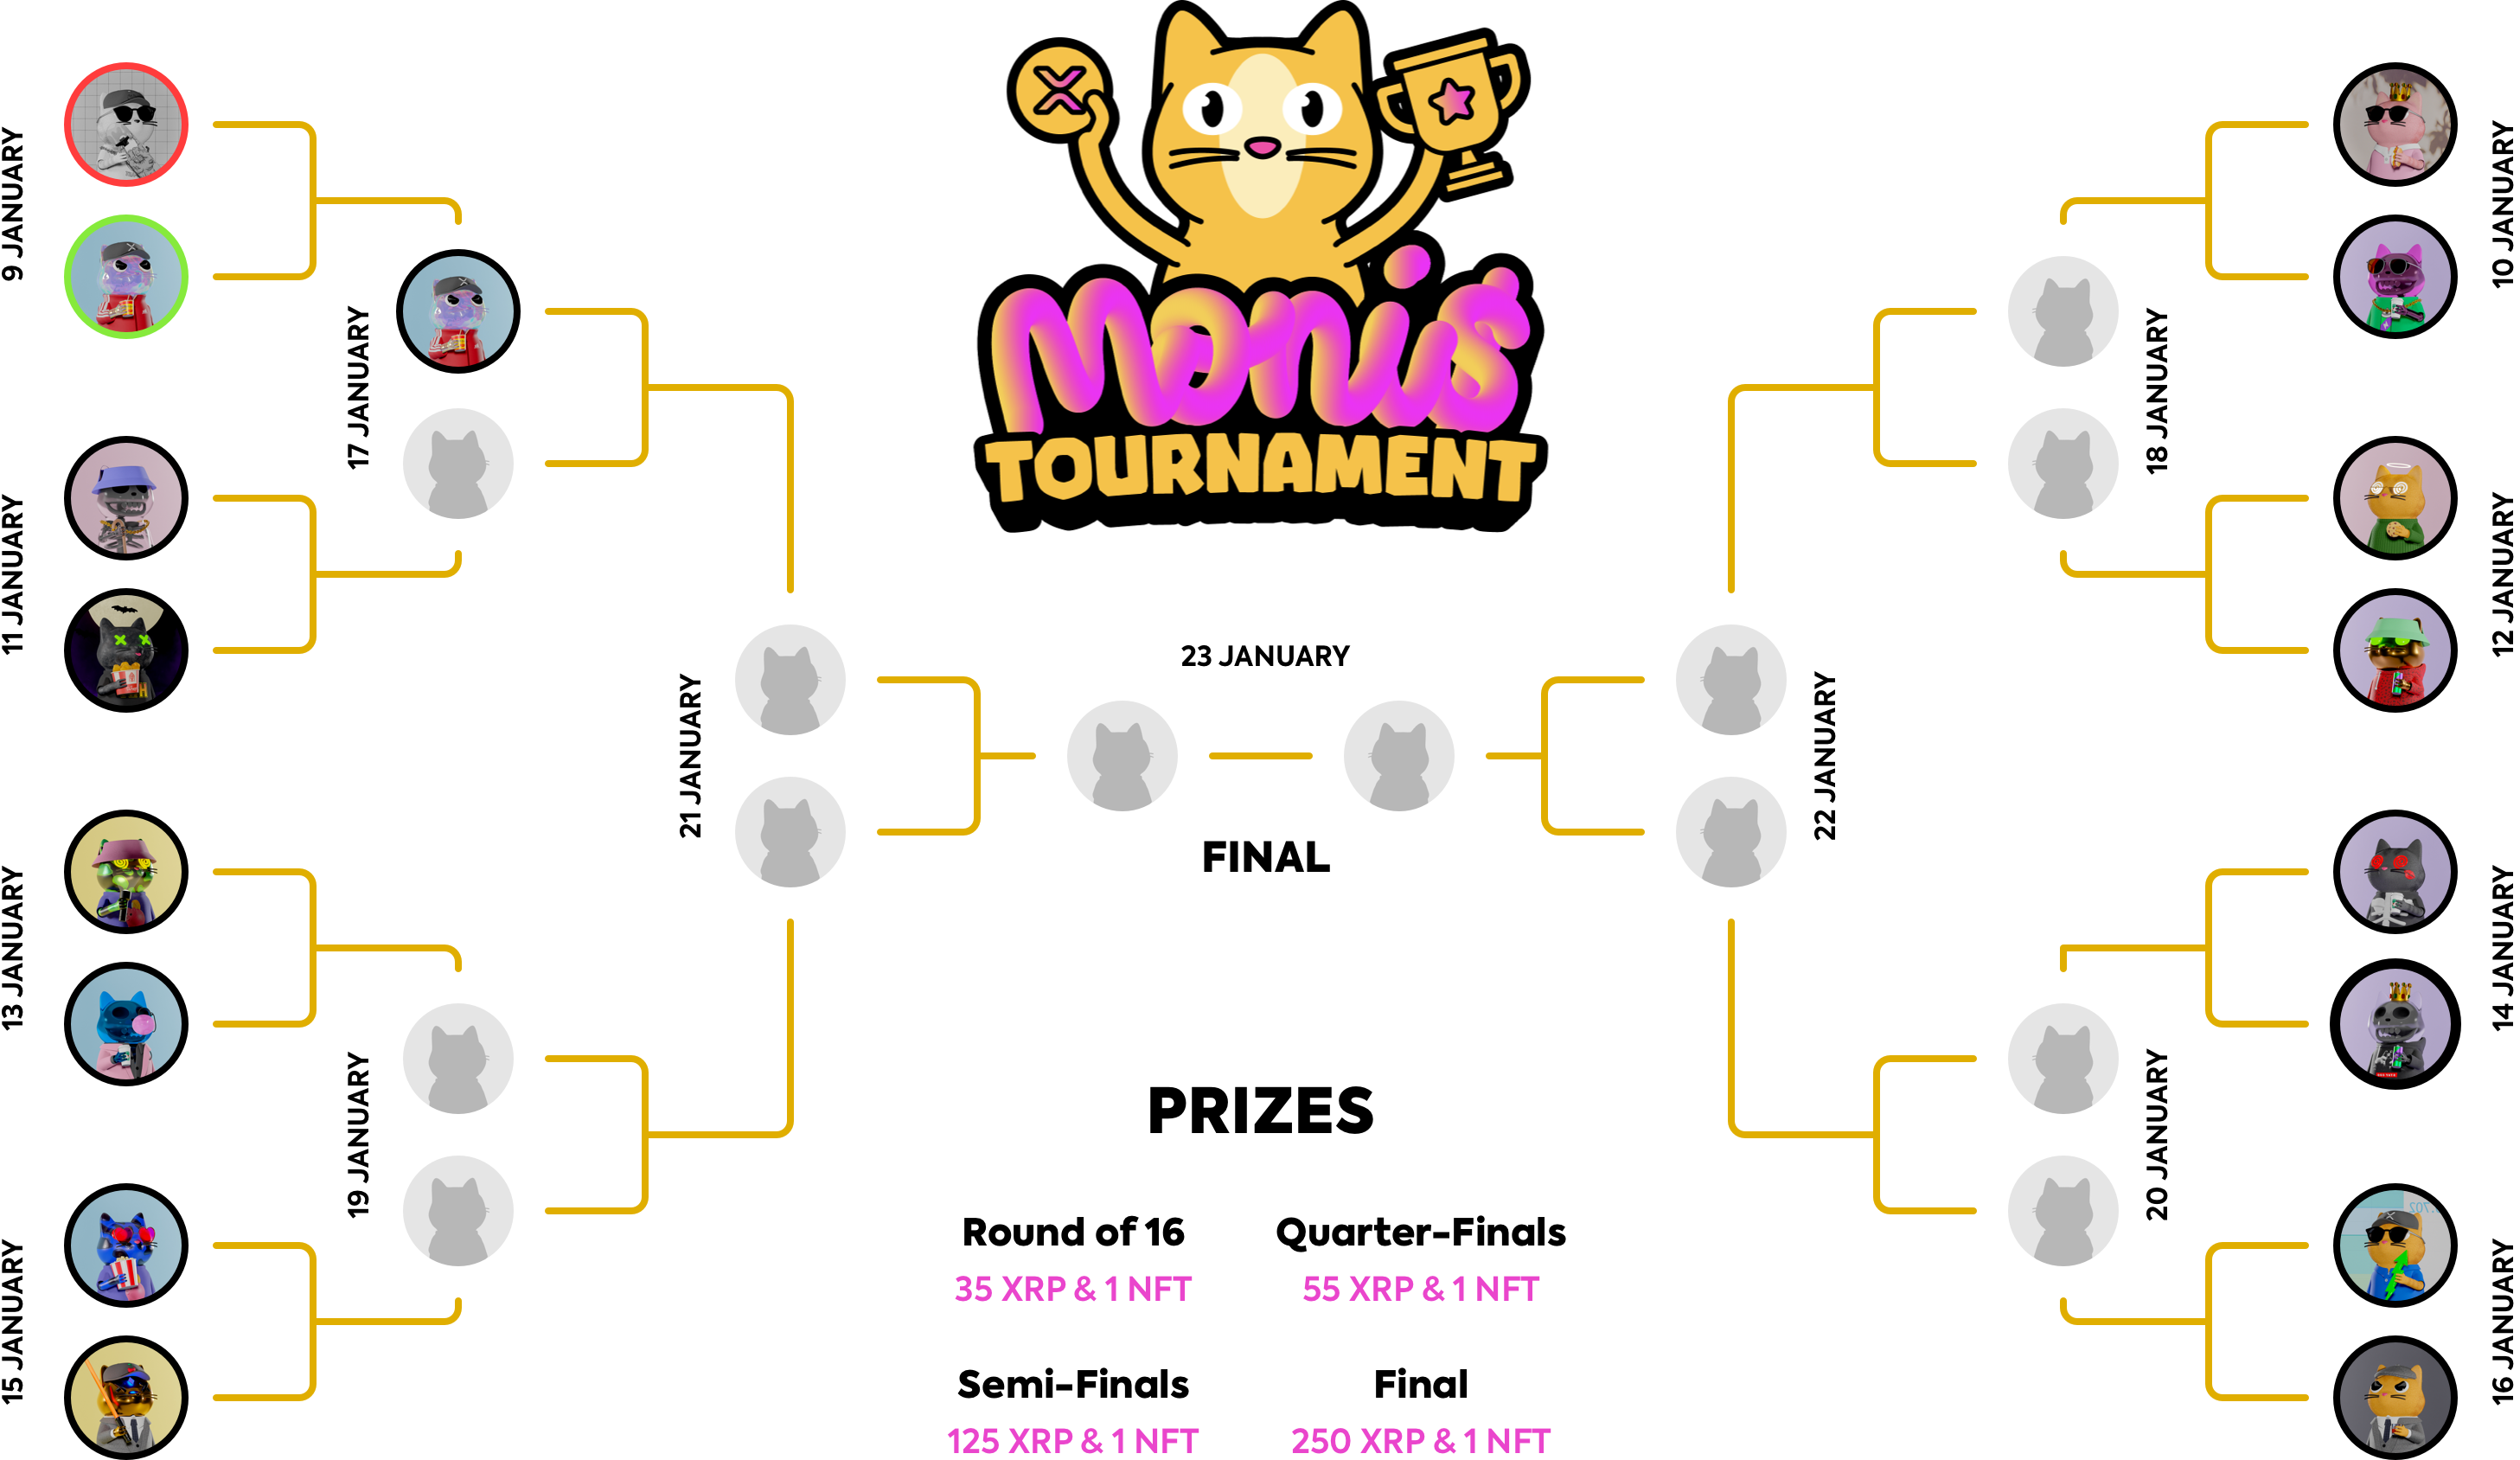 Monis
TOURNAMENT
9 JANUARY
11 JANUARY
13 JANUARY
15 JANUARY
17 JANUARY
19 JANUARY
21 JANUARY
23 JANUARY
FINAL
22 JANUARY
18 JANUARY
20 JANUARY
10 JANUARY
12 JANUARY
14 JANUARY
16 JANUARY
PRIZES
Round of 16
35 XRP & 1 NFT
Quarter-Finals
55 XRP & 1 NFT
Semi-Finals
125 XRP & 1 NFT
Final
250 XRP & 1 NFT